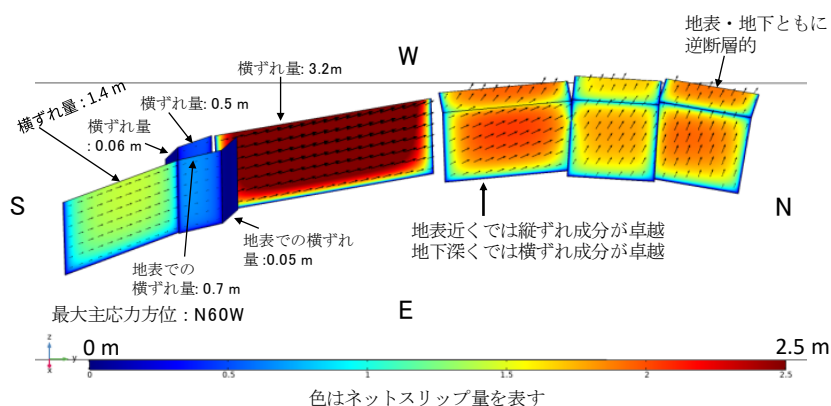 地表・地下ともに
逆断層的
W
横ずれ量: 3.2m
横ずれ量: 1.4 m
横ずれ量: 0.5 m
横ずれ量
: 0.06 m
S
N
地表での横ずれ
量:0.05 m
地表での
横ずれ量: 0.7 m
地表近くでは縦ずれ成分が卓越
地下深くでは横ずれ成分が卓越
最大主応力方位：N60W
E
z
y
x
0 m
2.5 m
0
0.5
1
1.5
2
2.5
色はネットスリップ量を表す